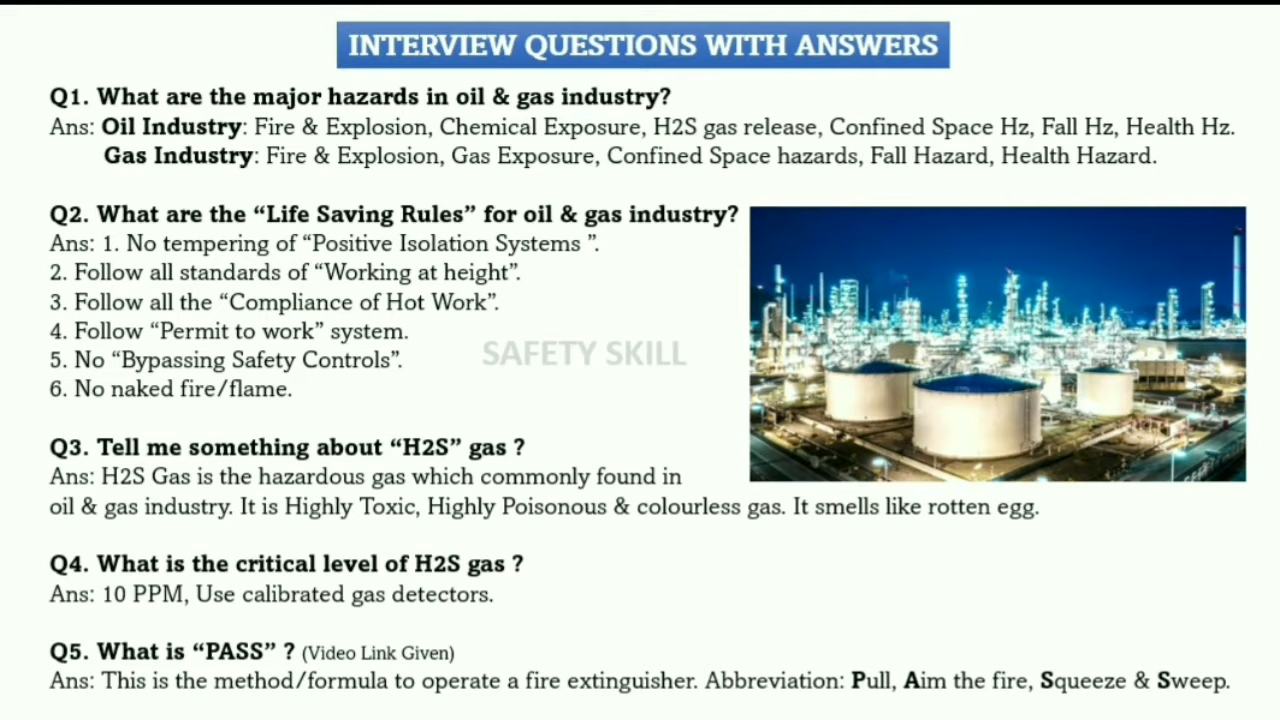 INTERVIEW QUESTIONS WITH ANSWERS
Q1. What are the major hazards in oil & gas industry?
Ans: Oil Industry: Fire & Explosion, Chemical Exposure, H2S gas release, Confined Space Hz, Fall Hz, Health Hz.
Gas Industry: Fire & Explosion, Gas Exposure, Confined Space hazards, Fall Hazard, Health Hazard.
Q2. What are the “Life Saving Rules” for oil & gas industry?
Ans: 1. No tempering of “Positive Isolation Systems ”.
2. Follow all standards of “Working at height”.
3. Follow all the “Compliance of Hot Work”.
4. Follow “Permit to work” system.
5. No “Bypassing Safety Controls”.
6. No naked fire/flame.
SAFETY SKILL
Q3. Tell me something about “H2S” gas ?
Ans: H2S Gas is the hazardous gas which commonly found in
oil & gas industry. It is Highly Toxic, Highly Poisonous & colourless gas. It smells like rotten egg.
Q4. What is the critical level of H2S gas ?
Ans: 10 PPM, Use calibrated gas detectors.
Q5. What is “PASS” ? (Video Link Given)
Ans: This is the method/formula to operate a fire extinguisher. Abbreviation: Pull, Aim the fire, Squeeze & Sweep.